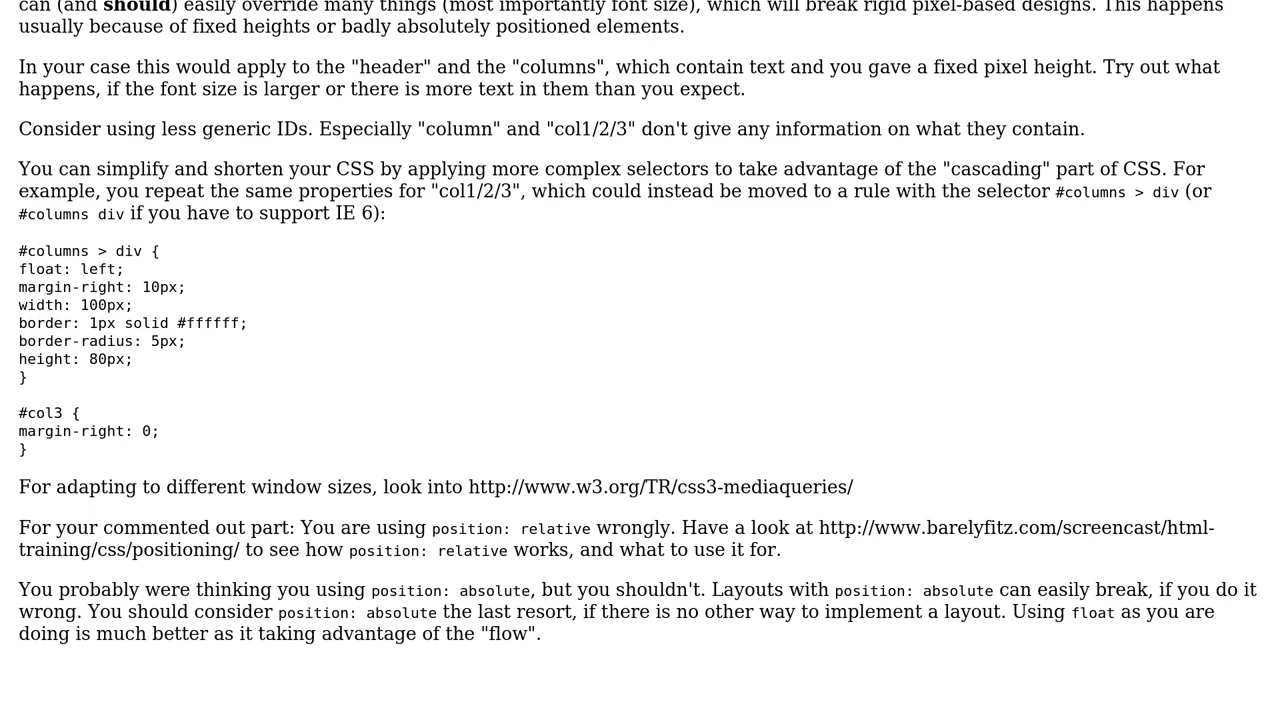 can (and should) easily override many things (most importantly font size), which will break rigid pixel-based designs. This happens
usually because of fixed heights or badly absolutely positioned elements.
In your case this would apply to the "header" and the "columns", which contain text and you gave a fixed pixel height. Try out what
happens, if the font size is larger or there is more text in them than you expect.
Consider using less generic IDs. Especially "column" and "col1/2/3" don't give any information on what they contain.
You can simplify and shorten your CSS by applying more complex selectors to take advantage of the "cascading" part of CSS. For
example, you repeat the same properties for "col1/2/3", which could instead be moved to a rule with the selector #columns > div (or
#columns div if you have to support IE 6):
#columns > div {
float: left;
margin-right: 10px;
width: 100px;
border: 1px solid #ffffff;
border-radius: 5px;
height: 80px;
}
#col3 {
margin-right: 0;
}
For adapting to different window sizes, look into http://www.w3.org/TR/css3-mediaqueries/
For your commented out part: You are using position: relative wrongly. Have a look at http://www.barelyfitz.com/screencast/html-
training/css/positioning/ to see how position: relative works, and what to use it for.
You probably were thinking you using position: absolute, but you shouldn't. Layouts with position: absolute can easily break, if you do it
wrong. You should consider position: absolute the last resort, if there is no other way to implement a layout. Using float as you are
doing is much better as it taking advantage of the "flow".